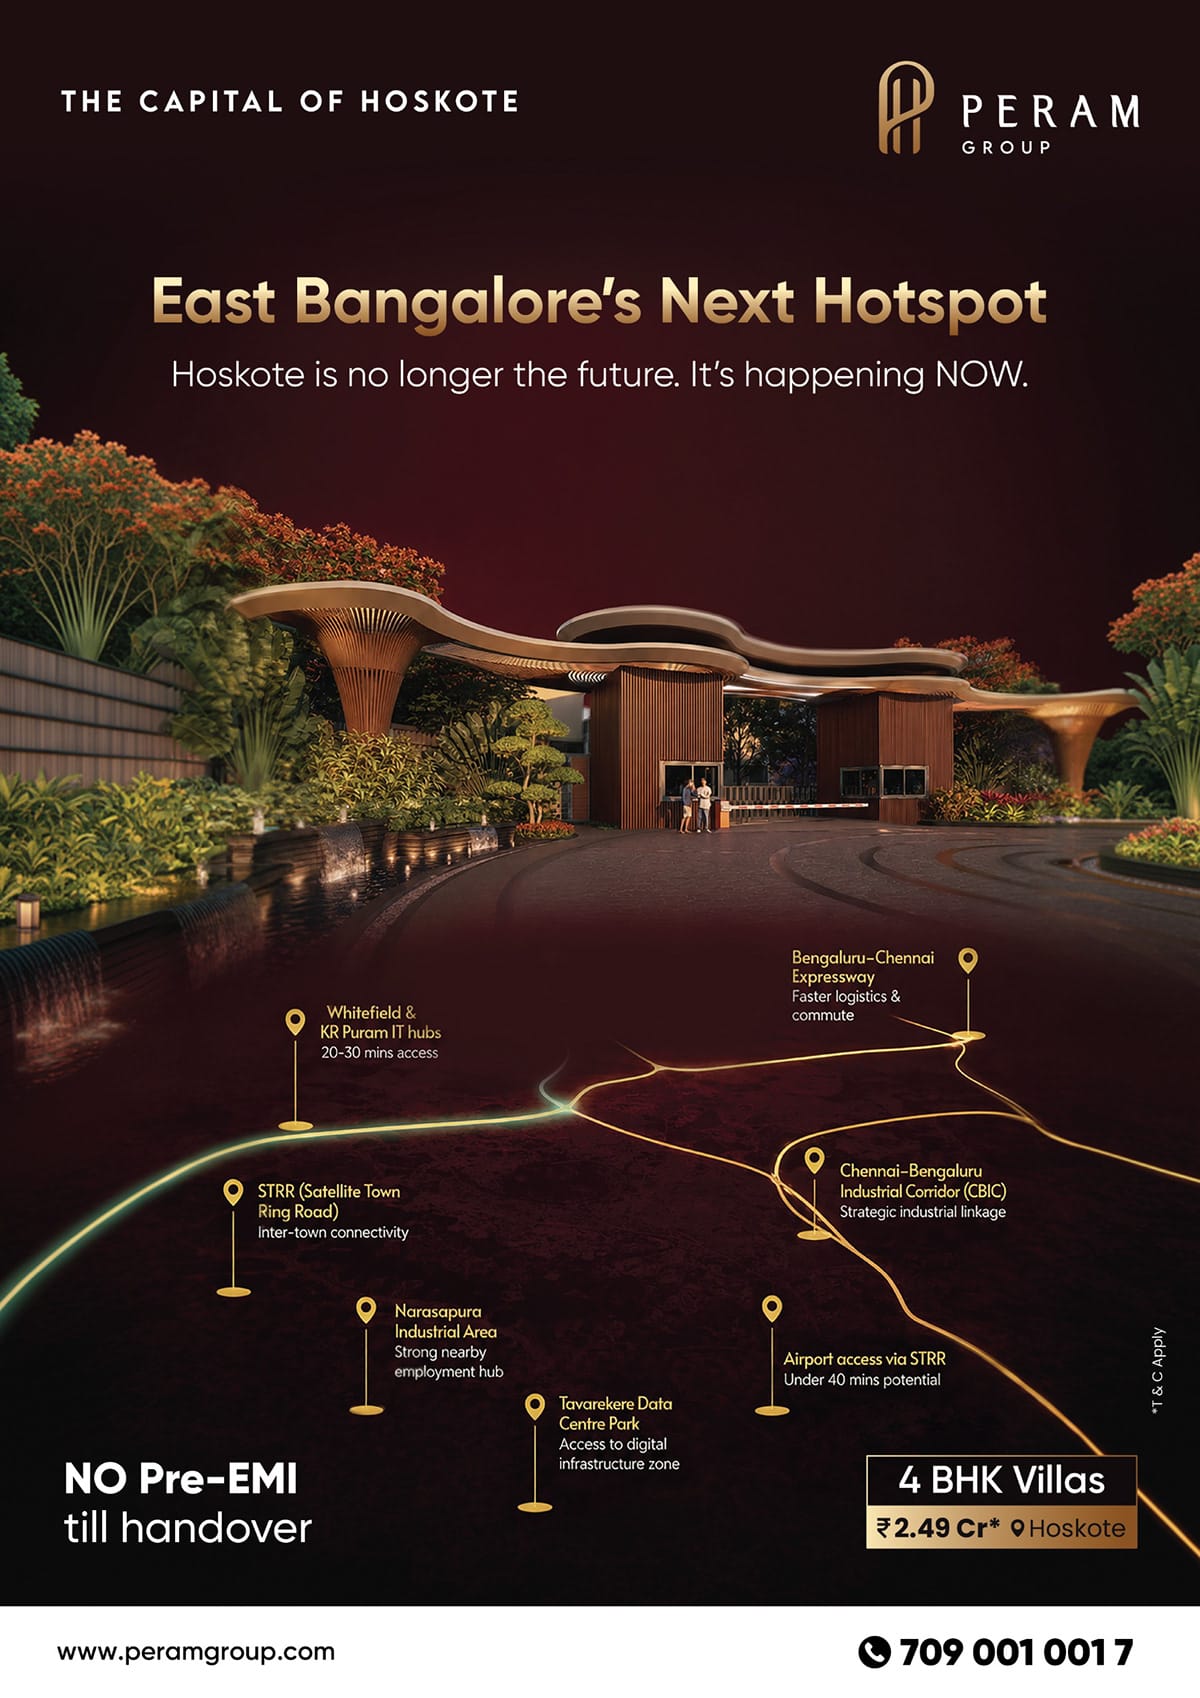 THE CAPITAL OF HOSKOTE
PERAM
GROUP
East Bangalore's Next Hotspot
Hoskote is no longer the future. It's happening NOW.
Bengaluru-Chennai
Expressway
Faster logistics &
commute
Whitefield &
KR Puram IT hubs
20-30 mins access
Chennai-Bengaluru
Industrial Corridor (CBIC)
Strategic industrial linkage
STRR (Satellite Town
Ring Road)
Inter-town connectivity
Narasapura
Industrial Area
Strong nearby
employment hub
Airport access via STRR
Under 40 mins potential
Tavarekere Data
Centre Park
Access to digital
infrastructure zone
*T & C Apply
NO Pre-EMI
till handover
4 BHK Villas
₹2.49 Cr* Hoskote
www.peramgroup.com
709 001 001 7